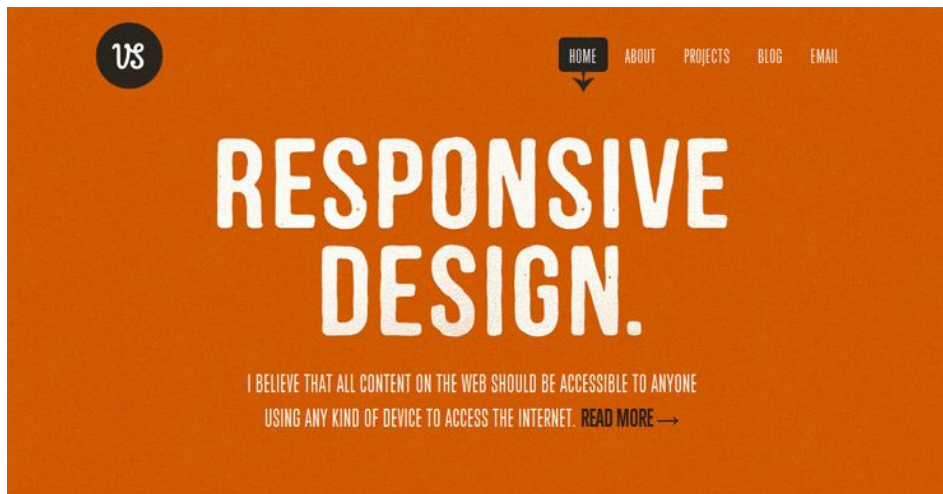 VS
HOME ABOUT PROJECTS BLOG EMAIL
RESPONSIVE
DESIGN.
I BELIEVE THAT ALL CONTENT ON THE WEB SHOULD BE ACCESSIBLE TO ANYONE
USING ANY KIND OF DEVICE TO ACCESS THE INTERNET. READ MORE →